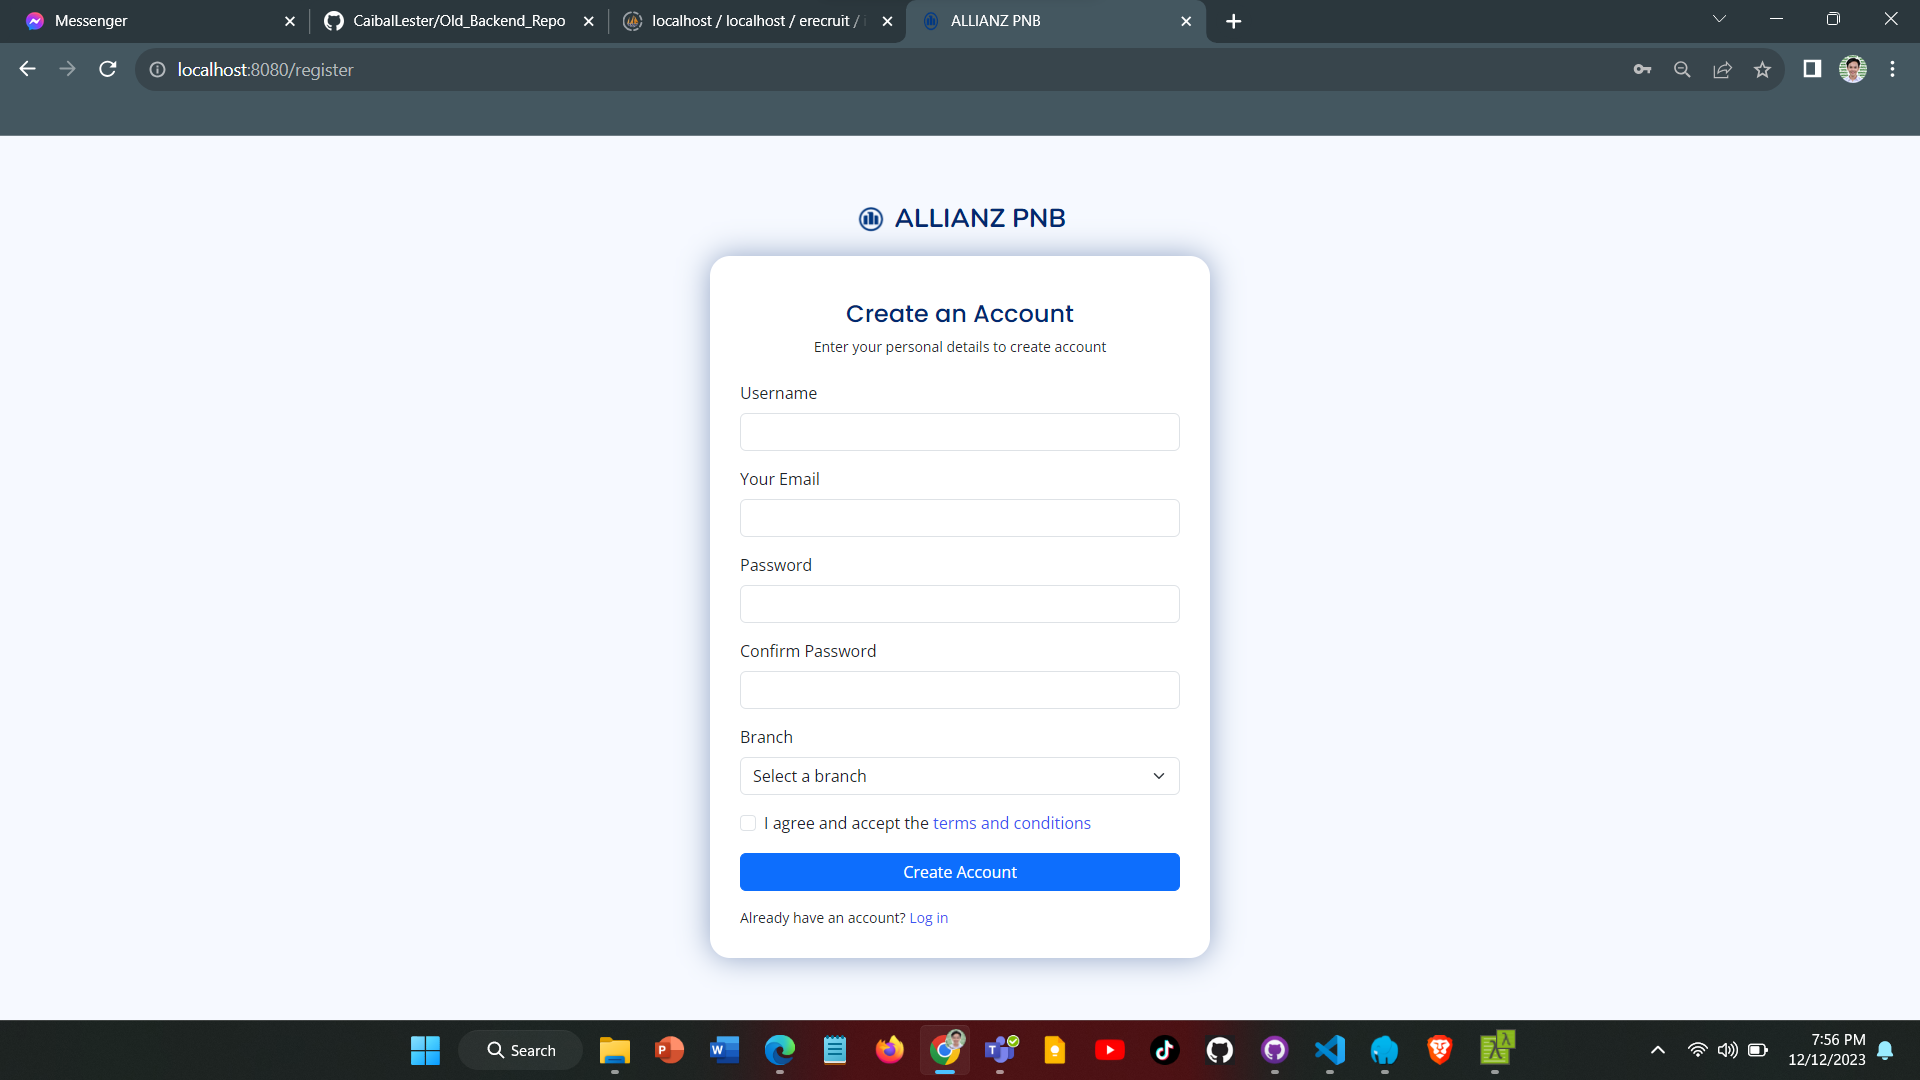 Messenger
CaibalLester/Old_Backend_Repo
localhost / localhost / erecruit /
ALLIANZ PNB
localhost:8080/register
ALLIANZ PNB
Create an Account
Enter your personal details to create account
Username
Your Email
Password
Confirm Password
Branch
Select a branch
I agree and accept the terms and conditions
Create Account
Already have an account? Log in
Search
7:56 PM
12/12/2023